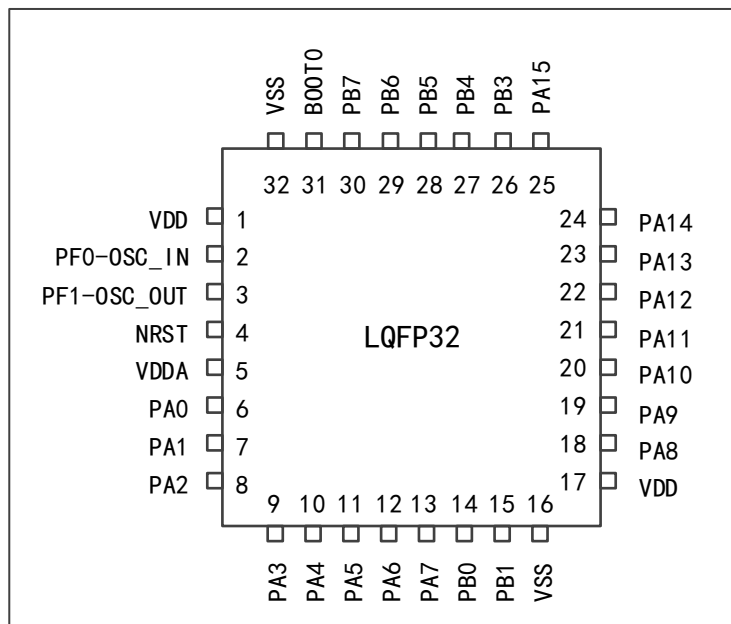 VSS BOOT0 PB7 PB6 PB5 PB4 PB3 PA15
32 31 30 29 28 27 26 25
VDD 1 24 PA14
PF0-OSC_IN 2 23 PA13
PF1-OSC_OUT 3 22 PA12
NRST 4 LQFP32 21 PA11
VDDA 5 20 PA10
PA0 6 19 PA9
PA1 7 18 PA8
PA2 8 17 VDD
9 10 11 12 13 14 15 16
PA3 PA4 PA5 PA6 PA7 PB0 PB1 VSS